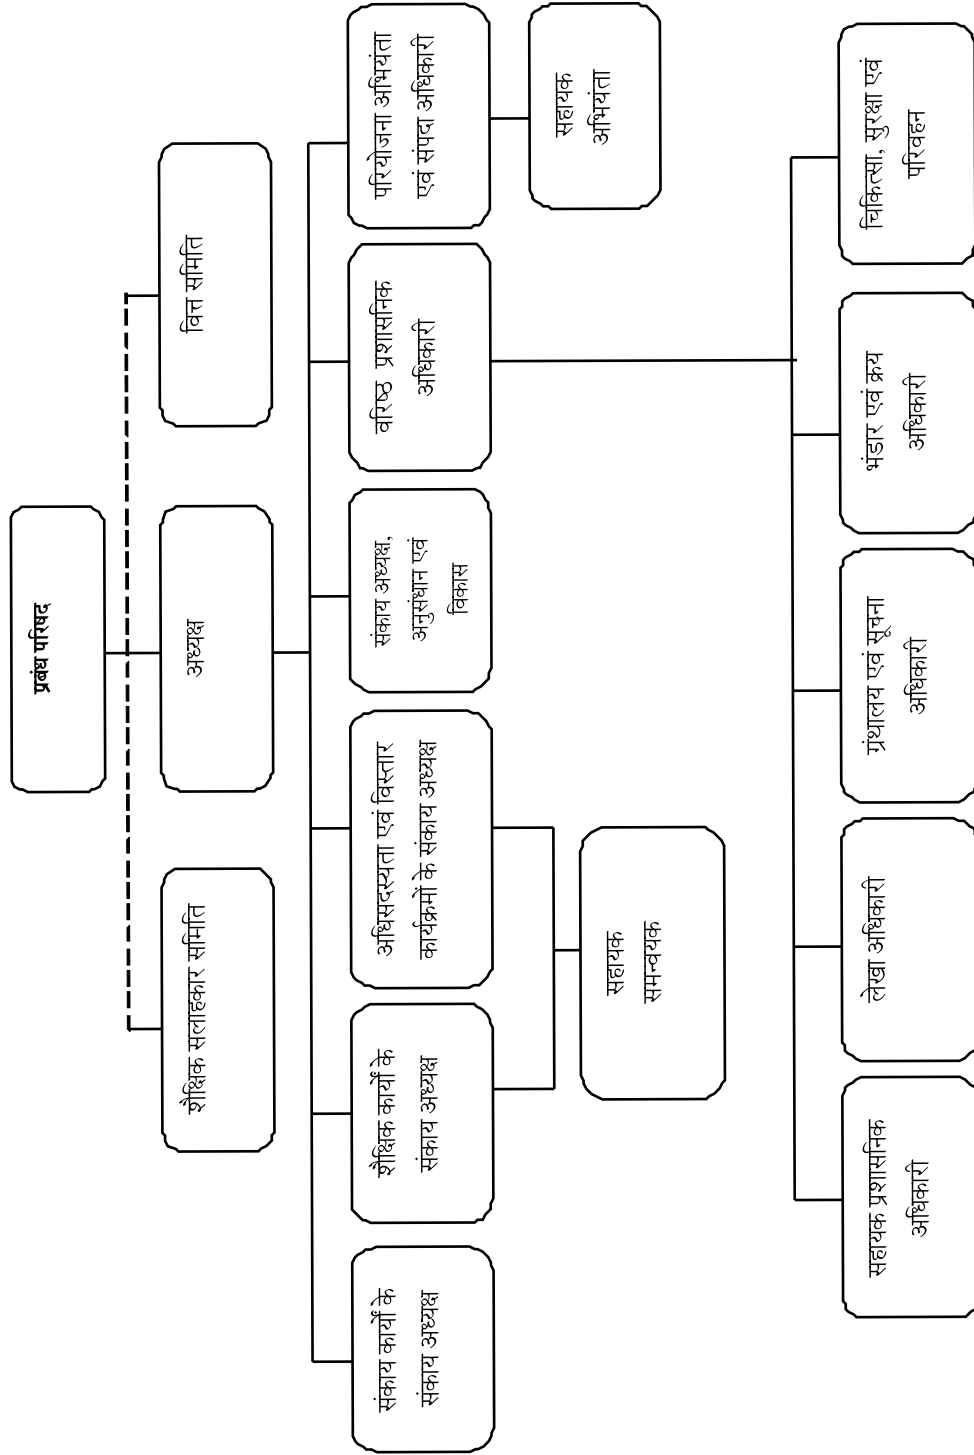 प्रबंध परिषद
शैक्षिक सलाहकार समिति
अध्यक्ष
वित्त समिति
संकाय कार्यों के
संकाय अध्यक्ष
शैक्षिक कार्यों के
संकाय अध्यक्ष
अधिसदस्यता एवं विस्तार
कार्यक्रमों के संकाय अध्यक्ष
संकाय अध्यक्ष,
अनुसंधान एवं
विकास
वरिष्ठ प्रशासनिक
अधिकारी
परियोजना अभियंता
एवं संपदा अधिकारी
सहायक
समन्वयक
सहायक
अभियंता
सहायक प्रशासनिक
अधिकारी
लेखा अधिकारी
ग्रंथालय एवं सूचना
अधिकारी
भंडार एवं क्रय
अधिकारी
चिकित्सा, सुरक्षा एवं
परिवहन